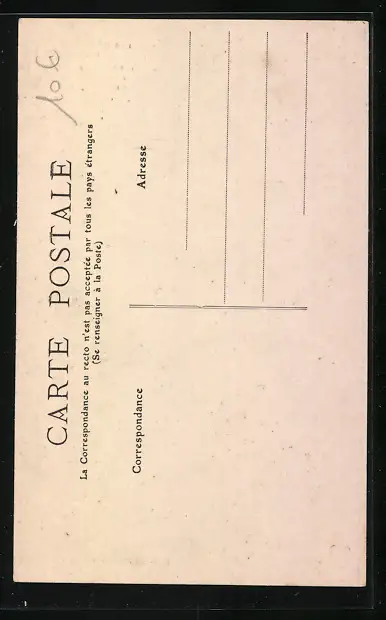 10 €
CARTE POSTALE
La Correspondance au recto n'est pas acceptée par tous les pays étrangers
(Se renseigner à la Poste)
Correspondance
Adresse